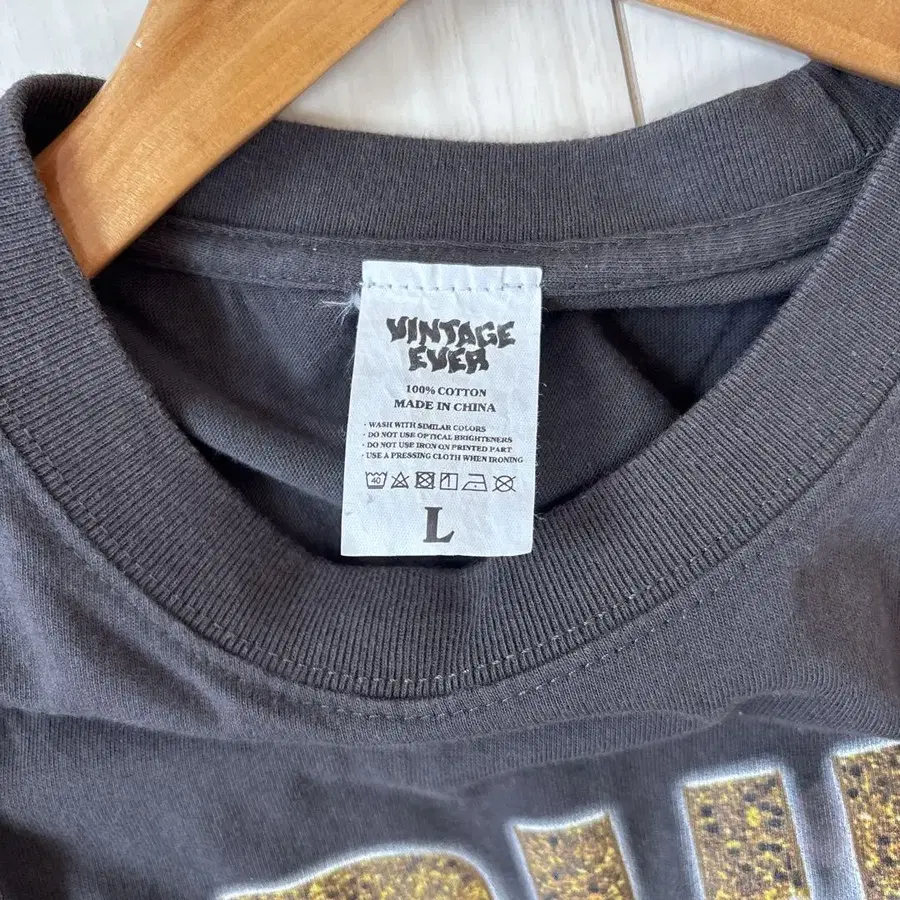 VINTAGE
EVER
100% COTTON
MADE IN CHINA
· WASH WITH SIMILAR COLORS
· DO NOT USE OPTICAL BRIGHTENERS
· DO NOT USE IRON ON PRINTED PART
· USE A PRESSING CLOTH WHEN IRONING
40
L